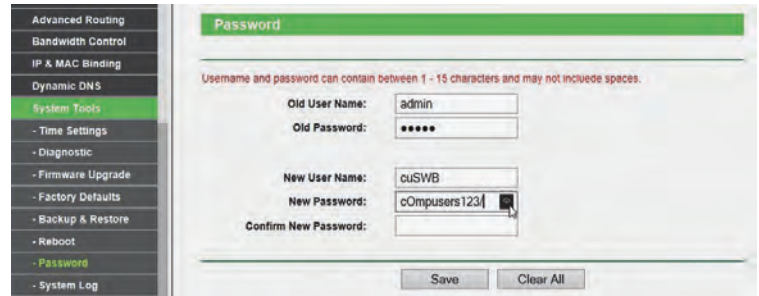 Advanced Routing
Bandwidth Control
IP & MAC Binding
Dynamic DNS
System Tools
- Time Settings
- Diagnostic
- Firmware Upgrade
- Factory Defaults
- Backup & Restore
- Reboot
- Password
- System Log
Password
Username and password can contain between 1 - 15 characters and may not incluede spaces.
Old User Name: admin
Old Password: •••••
New User Name: cuSWB
New Password: cOmpusers123/
Confirm New Password:
Save Clear All